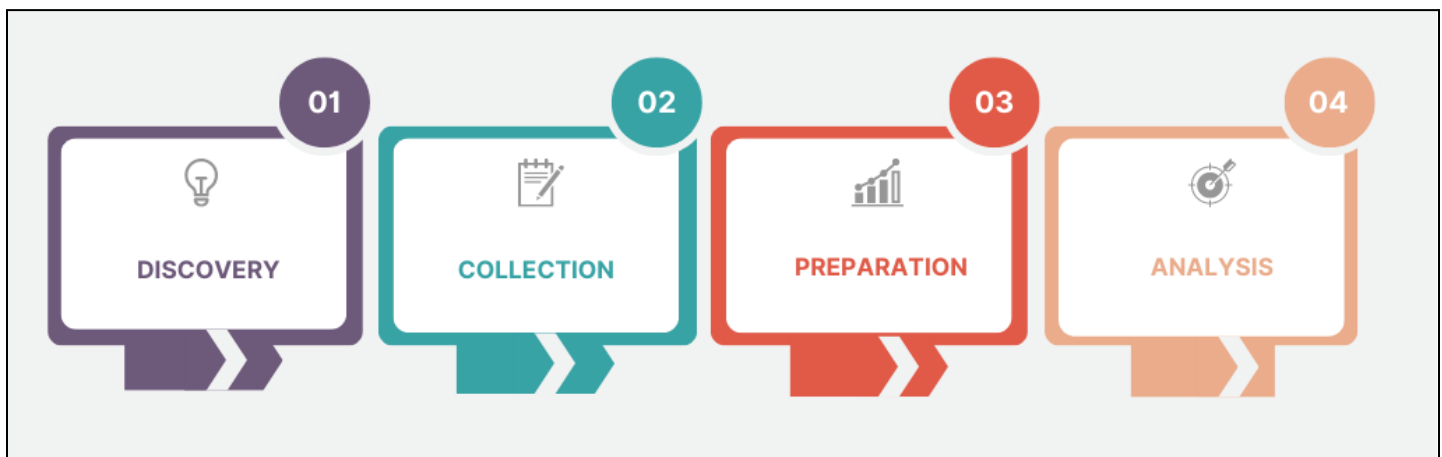 01
DISCOVERY
02
COLLECTION
03
PREPARATION
04
ANALYSIS